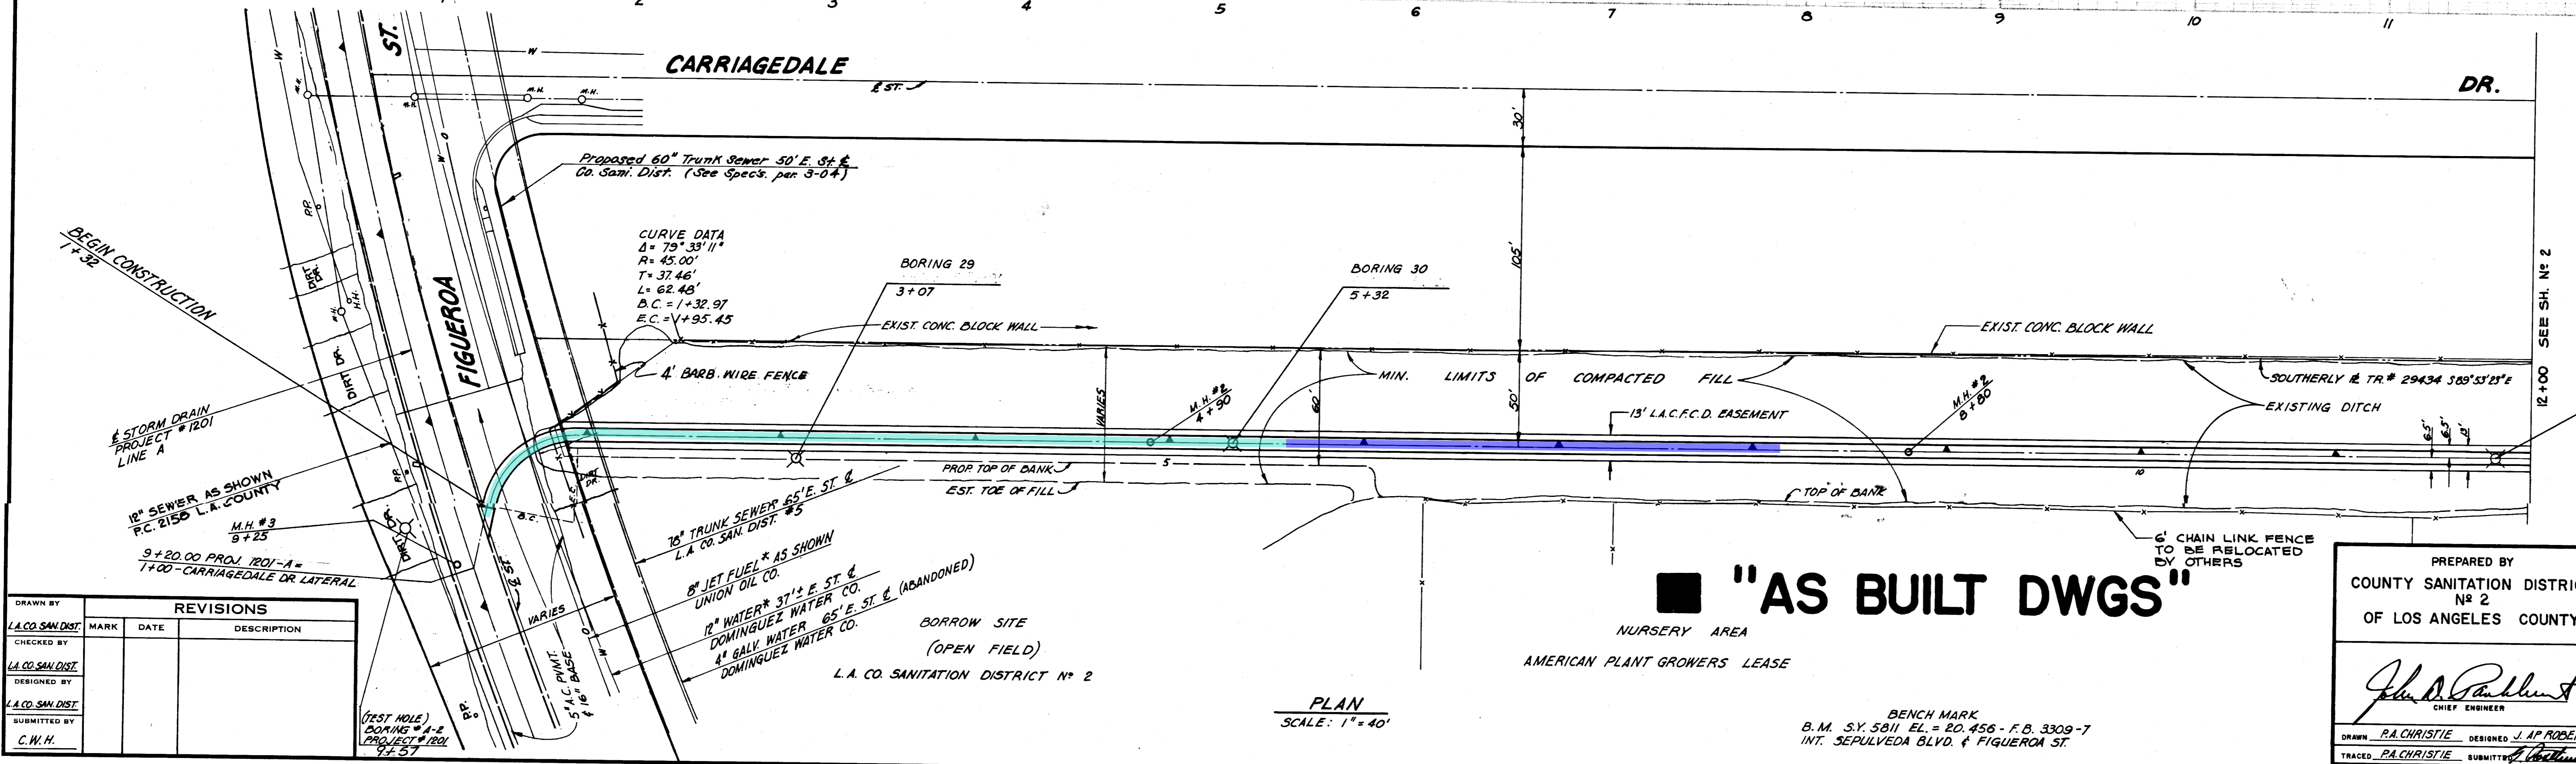 1 2 3 4 5 6 7 8 9 10 11
ST.
W
W
CARRIAGEDALE
DR.
₵ ST.
M.H.
M.H.
M.H.
M.H.
30'
Proposed 60" Trunk Sewer 50' E. St ₵
Co. Sani. Dist. (See Spec's. par. 3-04)
W
O
P.P.
BEGIN CONSTRUCTION
1+32
CURVE DATA
Δ = 79° 33' 11"
R = 45.00'
T = 37.46'
L = 62.48'
B.C. = 1+32.97
E.C. = 1+95.45
BORING 29
3+07
BORING 30
5+32
105'
DIRT
DR.
M.H.
H.H.
FIGUEROA
EXIST. CONC. BLOCK WALL
EXIST. CONC. BLOCK WALL
12+00 SEE SH. Nº 2
DIRT DR.
4' BARB. WIRE FENCE
VARIES
M.H. #2
4+90
60'
MIN. LIMITS OF COMPACTED FILL
50'
M.H. #2
8+80
SOUTHERLY ⅊ TR. # 29434 S89°53'23"E
₵ STORM DRAIN
PROJECT #1201
LINE A
13' L.A.C.F.C.D. EASEMENT
EXISTING DITCH
6.5'
6.5'
10'
12" SEWER AS SHOWN
P.C. 2158 L.A. COUNTY
P.P.
DIRT
DR.
E.C.
B.C.
PROP. TOP OF BANK
5
10
EST. TOE OF FILL
TOP OF BANK
M.H. #3
9+25
DIRT DR.
9+20.00 PROJ. 1201-A =
1+00 - CARRIAGEDALE DR. LATERAL
₵ ST.
78" TRUNK SEWER 65' E. ST. ₵
L.A. CO. SAN. DIST. #5
8" JET FUEL * AS SHOWN
UNION OIL CO.
12" WATER * 37' ± E. ST. ₵
DOMINGUEZ WATER CO.
4" GALV. WATER 65' E. ST. ₵ (ABANDONED)
DOMINGUEZ WATER CO.
6' CHAIN LINK FENCE
TO BE RELOCATED
BY OTHERS
VARIES
W
O
5" A.C. PVMT.
& 16" BASE
P.P.
BORROW SITE
(OPEN FIELD)
L.A. CO. SANITATION DISTRICT Nº 2
"AS BUILT DWGS"
NURSERY AREA
AMERICAN PLANT GROWERS LEASE
PLAN
SCALE: 1" = 40'
BENCH MARK
B.M. S.Y. 5811 EL. = 20.456 - F.B. 3309-7
INT. SEPULVEDA BLVD. & FIGUEROA ST.
(TEST HOLE)
BORING # A-2
PROJECT # 1201
9+57
DRAWN BY
L.A. CO. SAN. DIST.
CHECKED BY
L.A. CO. SAN. DIST.
DESIGNED BY
L.A. CO. SAN. DIST.
SUBMITTED BY
C.W.H.
REVISIONS
MARK DATE DESCRIPTION
PREPARED BY
COUNTY SANITATION DISTRIC
Nº 2
OF LOS ANGELES COUNTY
CHIEF ENGINEER
DRAWN P.A. CHRISTIE DESIGNED J. AP ROBE
TRACED P.A. CHRISTIE SUBMITTED